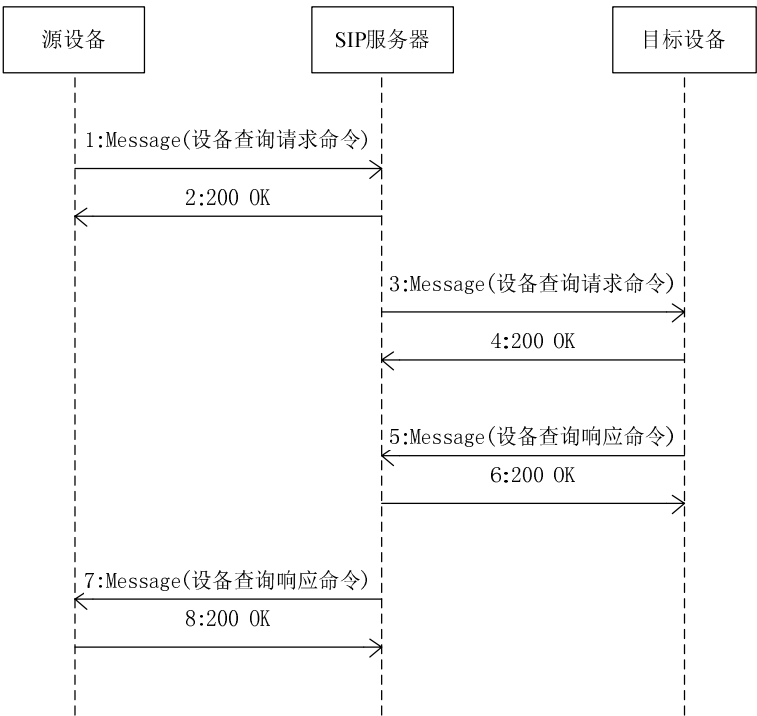 源设备
SIP服务器
目标设备
1:Message(设备查询请求命令)
2:200 OK
3:Message(设备查询请求命令)
4:200 OK
5:Message(设备查询响应命令)
6:200 OK
7:Message(设备查询响应命令)
8:200 OK